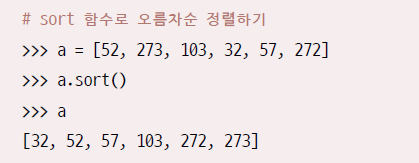 # sort 함수로 오름차순 정렬하기
>>> a = [52, 273, 103, 32, 57, 272]
>>> a.sort()
>>> a
[32, 52, 57, 103, 272, 273]